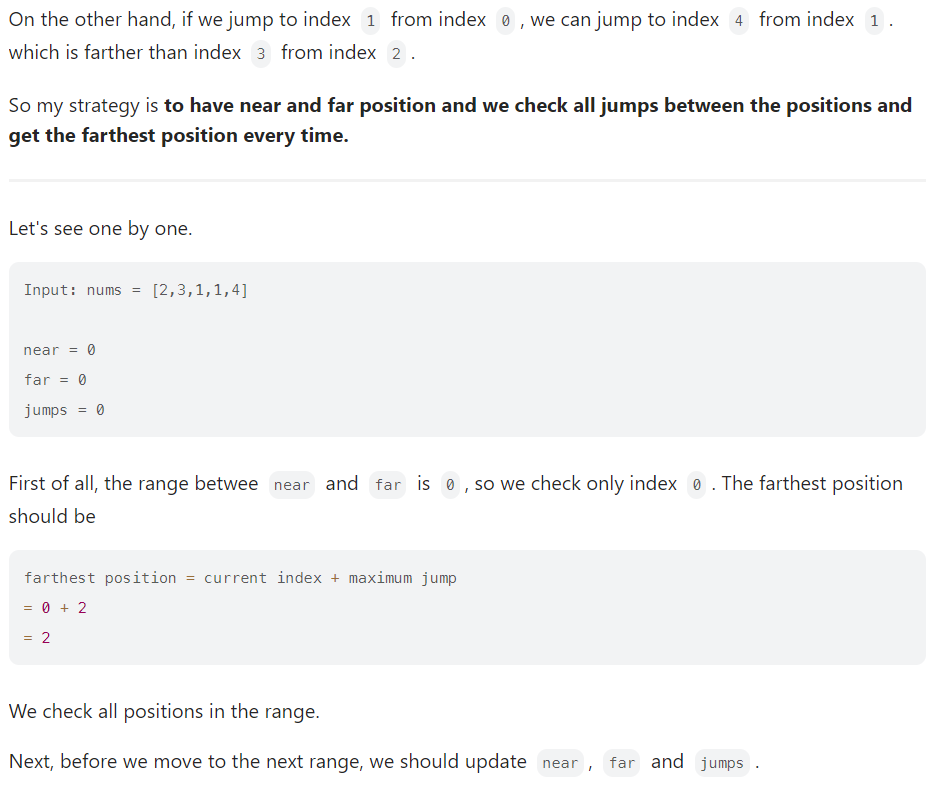 On the other hand, if we jump to index 1 from index 0 , we can jump to index 4 from index 1 .
which is farther than index 3 from index 2 .
So my strategy is to have near and far position and we check all jumps between the positions and
get the farthest position every time.
Let's see one by one.
Input: nums = [2,3,1,1,4]
near = 0
far = 0
jumps = 0
First of all, the range betwee near and far is 0 , so we check only index 0 . The farthest position
should be
farthest position = current index + maximum jump
= 0 + 2
= 2
We check all positions in the range.
Next, before we move to the next range, we should update near , far and jumps .